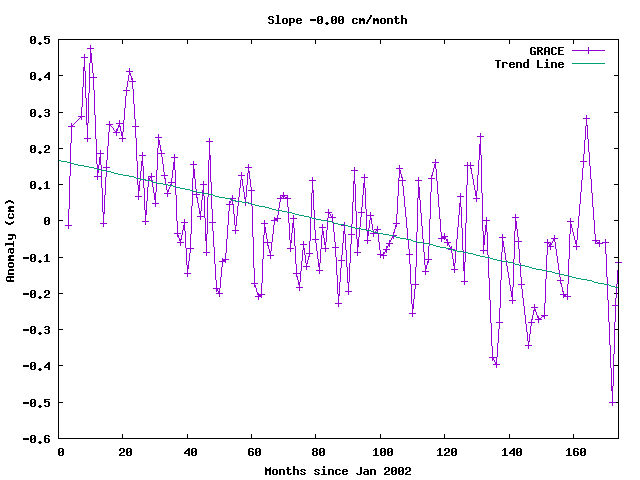 Slope -0.00 cm/month
GRACE
Trend Line
0.5
0.4
0.3
0.2
0.1
0
-0.1
-0.2
-0.3
-0.4
-0.5
-0.6
Anomaly (cm)
0 20 40 60 80 100 120 140 160
Months since Jan 2002